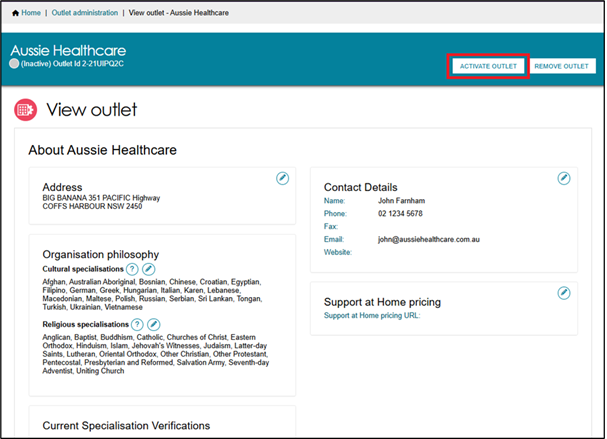 Home | Outlet administration | View outlet - Aussie Healthcare
Aussie Healthcare
(Inactive) Outlet Id 2-21UIPQ2C
ACTIVATE OUTLET
REMOVE OUTLET
View outlet
About Aussie Healthcare
Address
BIG BANANA 351 PACIFIC Highway
COFFS HARBOUR NSW 2450
Contact Details
Name: John Farnham
Phone: 02 1234 5678
Fax:
Email: john@aussiehealthcare.com.au
Website:
Organisation philosophy
Cultural specialisations ?
Afghan, Australian Aboriginal, Bosnian, Chinese, Croatian, Egyptian,
Filipino, German, Greek, Hungarian, Italian, Karen, Lebanese,
Macedonian, Maltese, Polish, Russian, Serbian, Sri Lankan, Tongan,
Turkish, Ukrainian, Vietnamese
Religious specialisations ?
Anglican, Baptist, Buddhism, Catholic, Churches of Christ, Eastern
Orthodox, Hinduism, Islam, Jehovah's Witnesses, Judaism, Latter-day
Saints, Lutheran, Oriental Orthodox, Other Christian, Other Protestant,
Pentecostal, Presbyterian and Reformed, Salvation Army, Seventh-day
Adventist, Uniting Church
Support at Home pricing
Support at Home pricing URL:
Current Specialisation Verifications